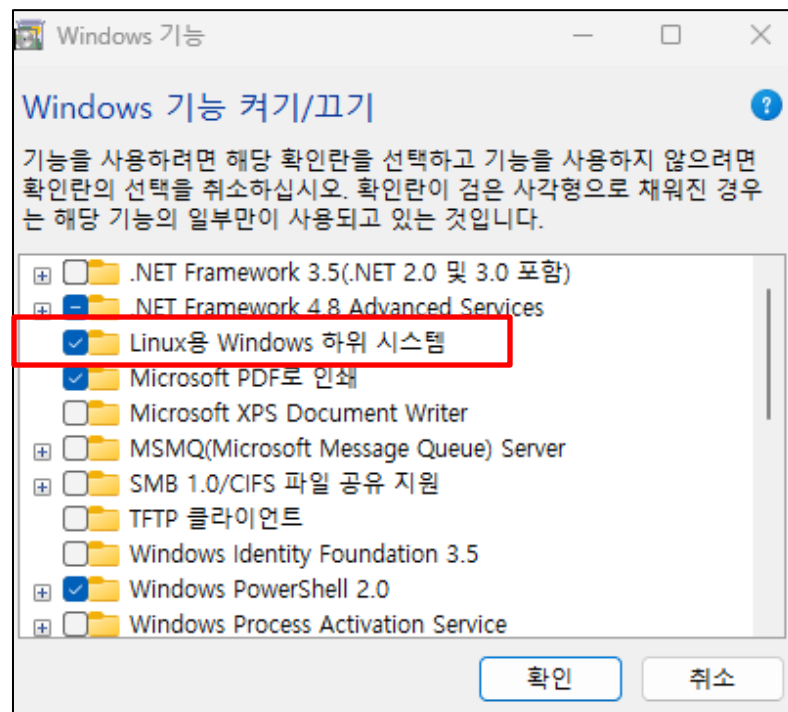 Windows 기능
Windows 기능 켜기/끄기
기능을 사용하려면 해당 확인란을 선택하고 기능을 사용하지 않으려면
확인란의 선택을 취소하십시오. 확인란이 검은 사각형으로 채워진 경우
는 해당 기능의 일부만이 사용되고 있는 것입니다.
.NET Framework 3.5(.NET 2.0 및 3.0 포함)
.NET Framework 4.8 Advanced Services
Linux용 Windows 하위 시스템
Microsoft PDF로 인쇄
Microsoft XPS Document Writer
MSMQ(Microsoft Message Queue) Server
SMB 1.0/CIFS 파일 공유 지원
TFTP 클라이언트
Windows Identity Foundation 3.5
Windows PowerShell 2.0
Windows Process Activation Service
확인 취소